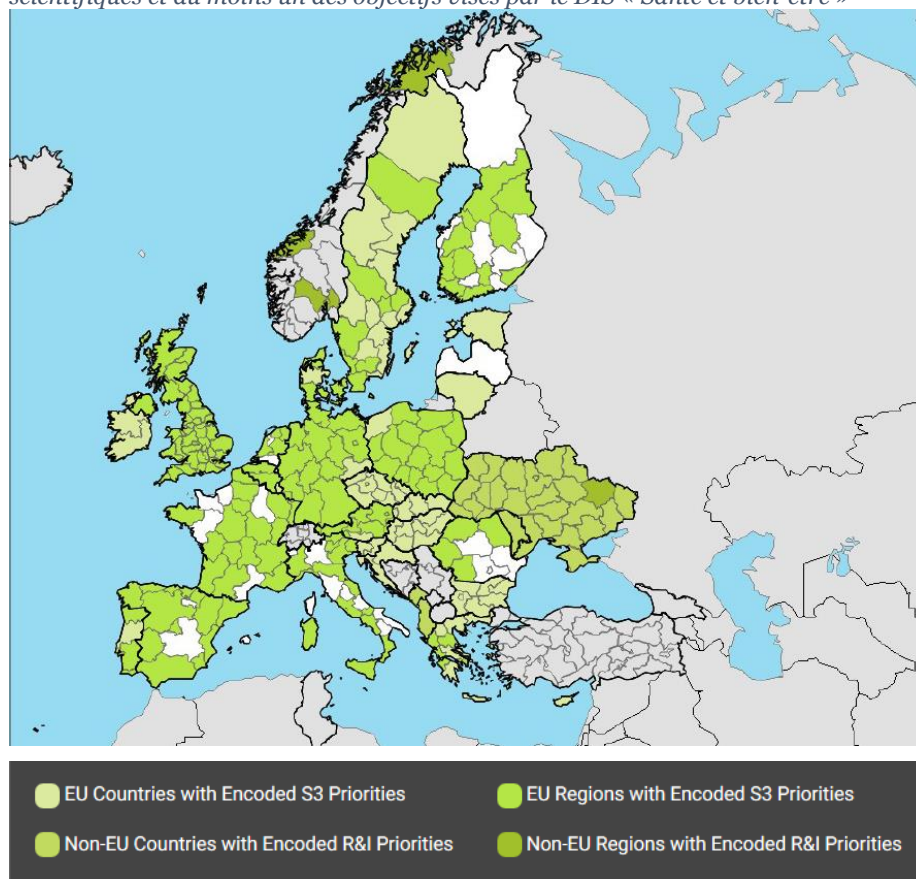 scientifiques et au moins un des objectifs visés par le DIS « Santé et bien-être »
EU Countries with Encoded S3 Priorities
EU Regions with Encoded S3 Priorities
Non-EU Countries with Encoded R&I Priorities
Non-EU Regions with Encoded R&I Priorities